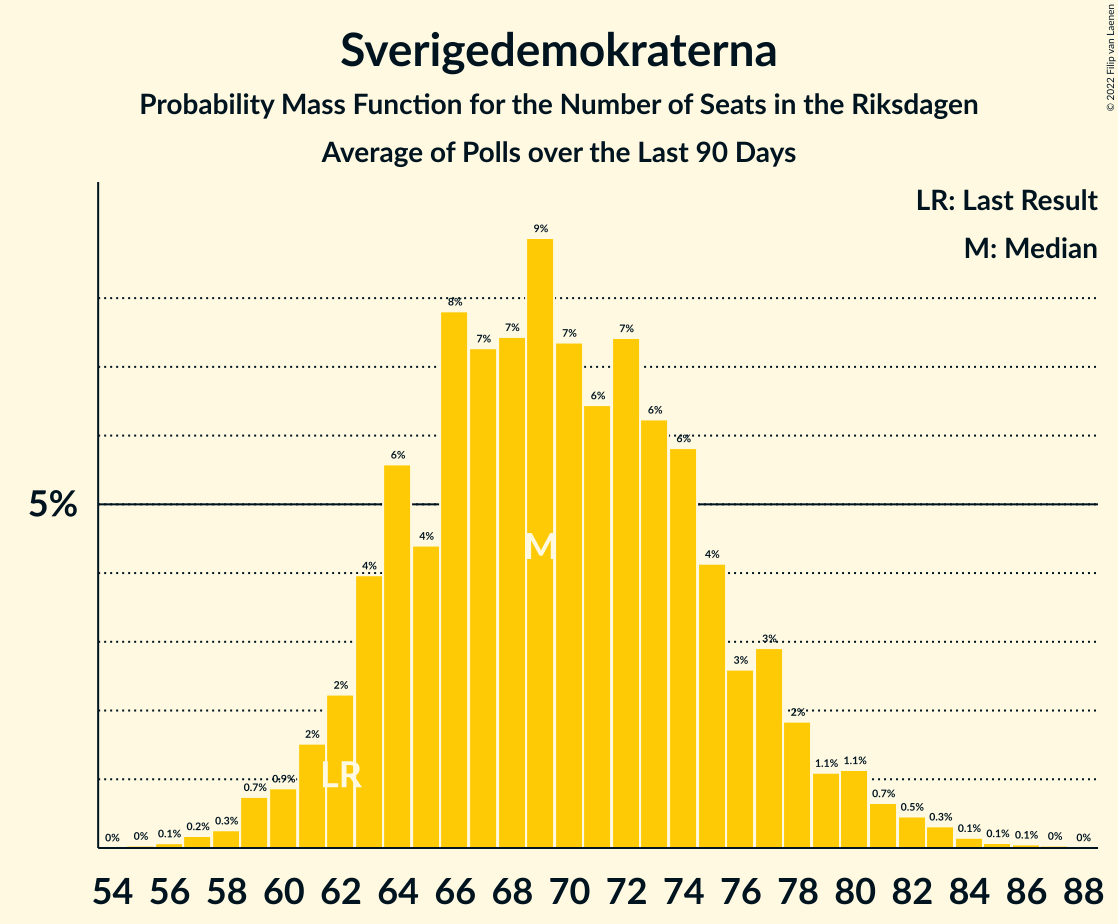 Sverigedemokraterna
Probability Mass Function for the Number of Seats in the Riksdagen
Average of Polls over the Last 90 Days
© 2022 Filip van Laenen
LR: Last Result
M: Median
5%
0% 0% 0.1% 0.2% 0.3% 0.7% 0.9% 2% 2% 4% 6% 4% 8% 7% 7% 9% 7% 6% 7% 6% 6% 4% 3% 3% 2% 1.1% 1.1% 0.7% 0.5% 0.3% 0.1% 0.1% 0.1% 0% 0%
M
LR
54 56 58 60 62 64 66 68 70 72 74 76 78 80 82 84 86 88